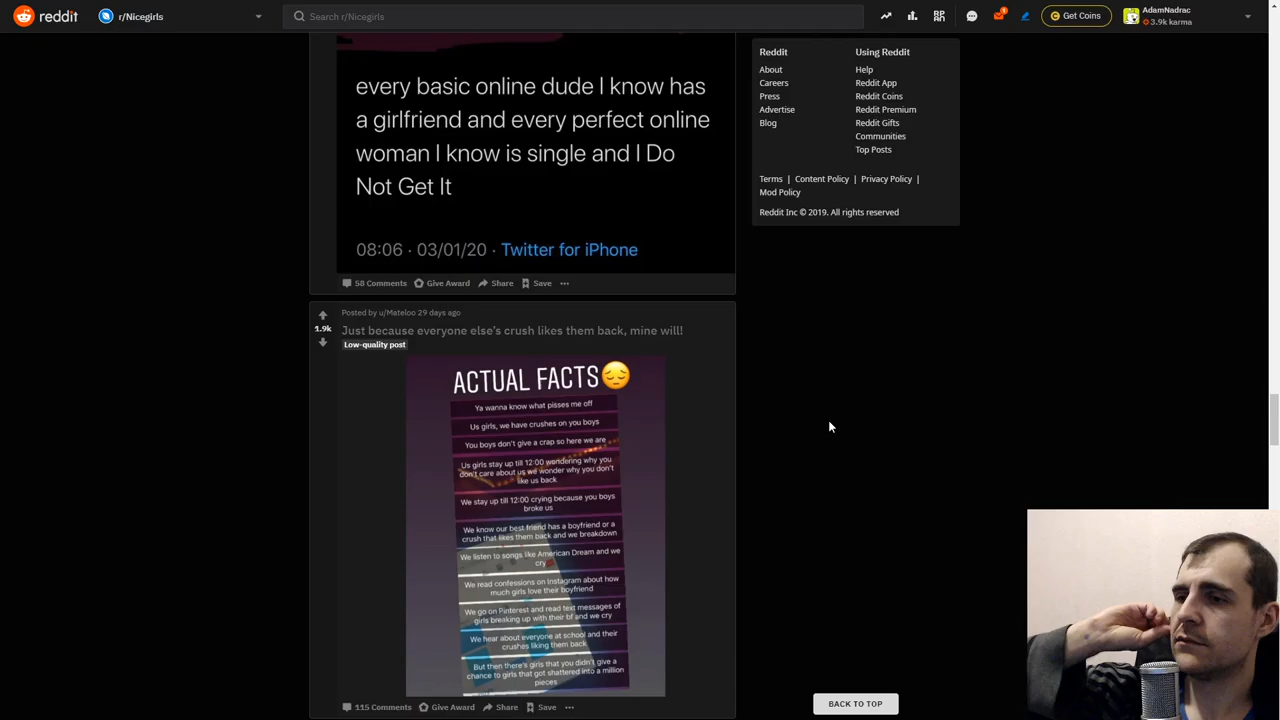 reddit
r/Nicegirls
Search r/Nicegirls
1
Get Coins
AdamNadrac
3.9k karma
every basic online dude I know has
a girlfriend and every perfect online
woman I know is single and I Do
Not Get It
08:06 · 03/01/20 · Twitter for iPhone
58 Comments Give Award Share Save ···
Reddit
Using Reddit
About
Help
Careers
Reddit App
Press
Reddit Coins
Advertise
Reddit Premium
Blog
Reddit Gifts
Communities
Top Posts
Terms | Content Policy | Privacy Policy |
Mod Policy
Reddit Inc © 2019. All rights reserved
Posted by u/Mateloo 29 days ago
1.9k
Just because everyone else's crush likes them back, mine will!
Low-quality post
ACTUAL FACTS😔
Ya wanna know what pisses me off
Us girls, we have crushes on you boys
You boys don't give a crap so here we are
Us girls stay up till 12:00 wondering why you
don't care about us we wonder why you don't
like us back
We stay up till 12:00 crying because you boys
broke us
We know our best friend has a boyfriend or a
crush that likes them back and we breakdown
We listen to songs like American Dream and we
cry
We read confessions on Instagram about how
much girls love their boyfriend
We go on Pinterest and read text messages of
girls breaking up with their bf and we cry
We hear about everyone at school and their
crushes liking them back
But then there's girls that you didn't give a
chance to girls that got shattered into a million
pieces
115 Comments Give Award Share Save ···
BACK TO TOP